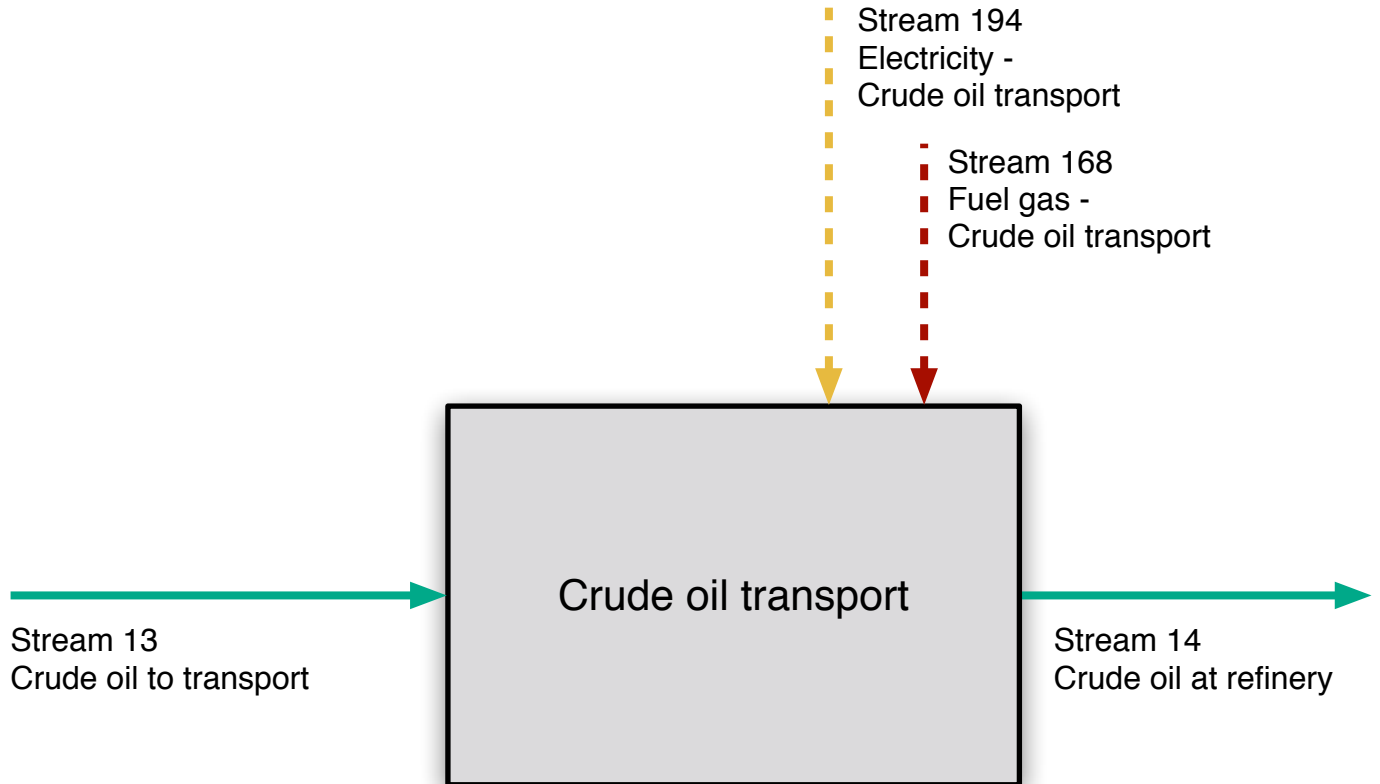 Stream 194
Electricity -
Crude oil transport
Stream 168
Fuel gas -
Crude oil transport
Crude oil transport
Stream 13
Crude oil to transport
Stream 14
Crude oil at refinery